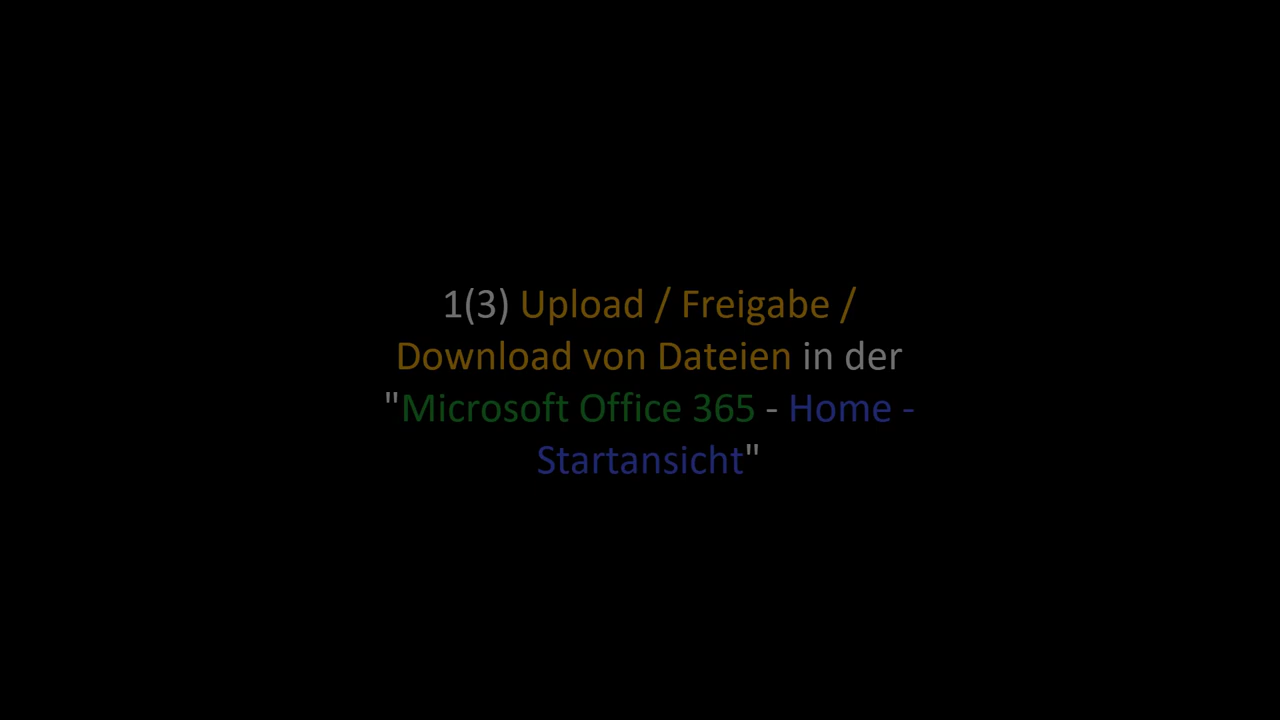 1(3) Upload / Freigabe /
Download von Dateien in der
"Microsoft Office 365 - Home -
Startansicht"